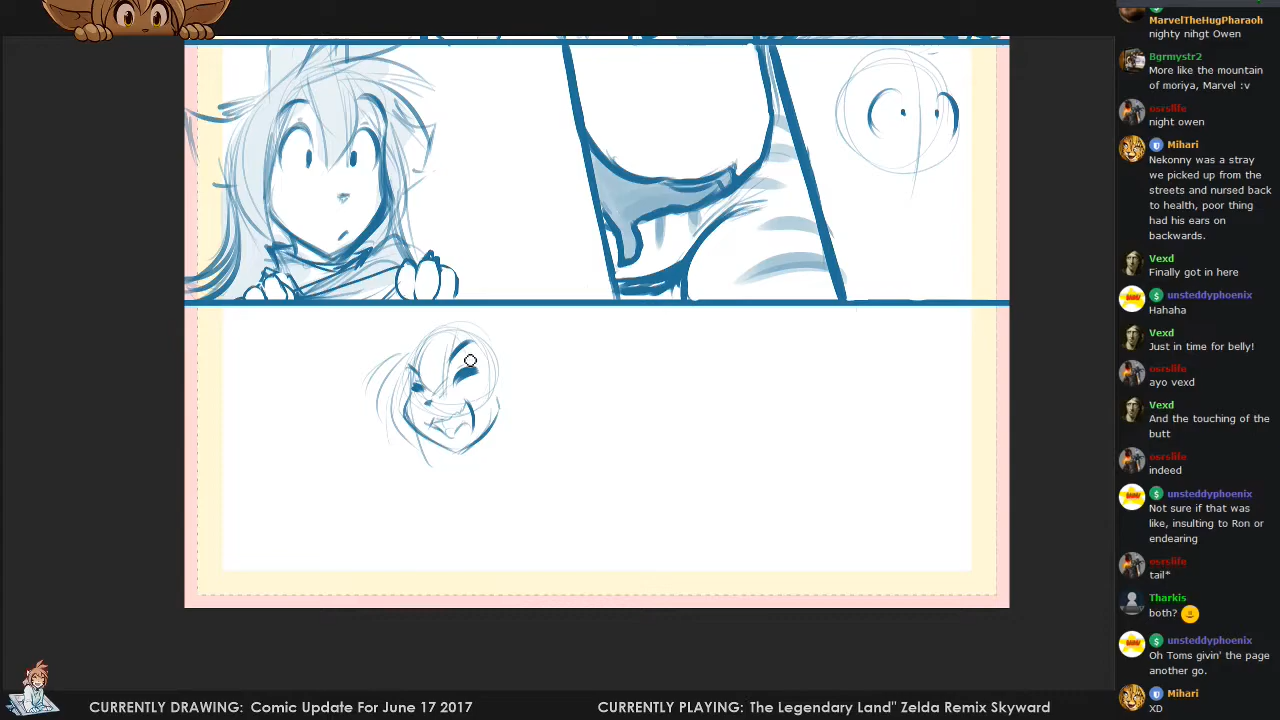 MarvelTheHugPharaoh
nighty nihgt Owen
Bgrmystr2
More like the mountain
of moriya, Marvel :v
osrslife
night owen
Mihari
Nekonny was a stray
we picked up from the
streets and nursed back
to health, poor thing
had his ears on
backwards.
Vexd
Finally got in here
unsteddyphoenix
Hahaha
Vexd
Just in time for belly!
osrslife
ayo vexd
Vexd
And the touching of the
butt
osrslife
indeed
unsteddyphoenix
Not sure if that was
like, insulting to Ron or
endearing
osrslife
tail*
Tharkis
both?
unsteddyphoenix
Oh Toms givin' the page
another go.
Mihari
XD
CURRENTLY DRAWING: Comic Update For June 17 2017
CURRENTLY PLAYING: The Legendary Land" Zelda Remix Skyward